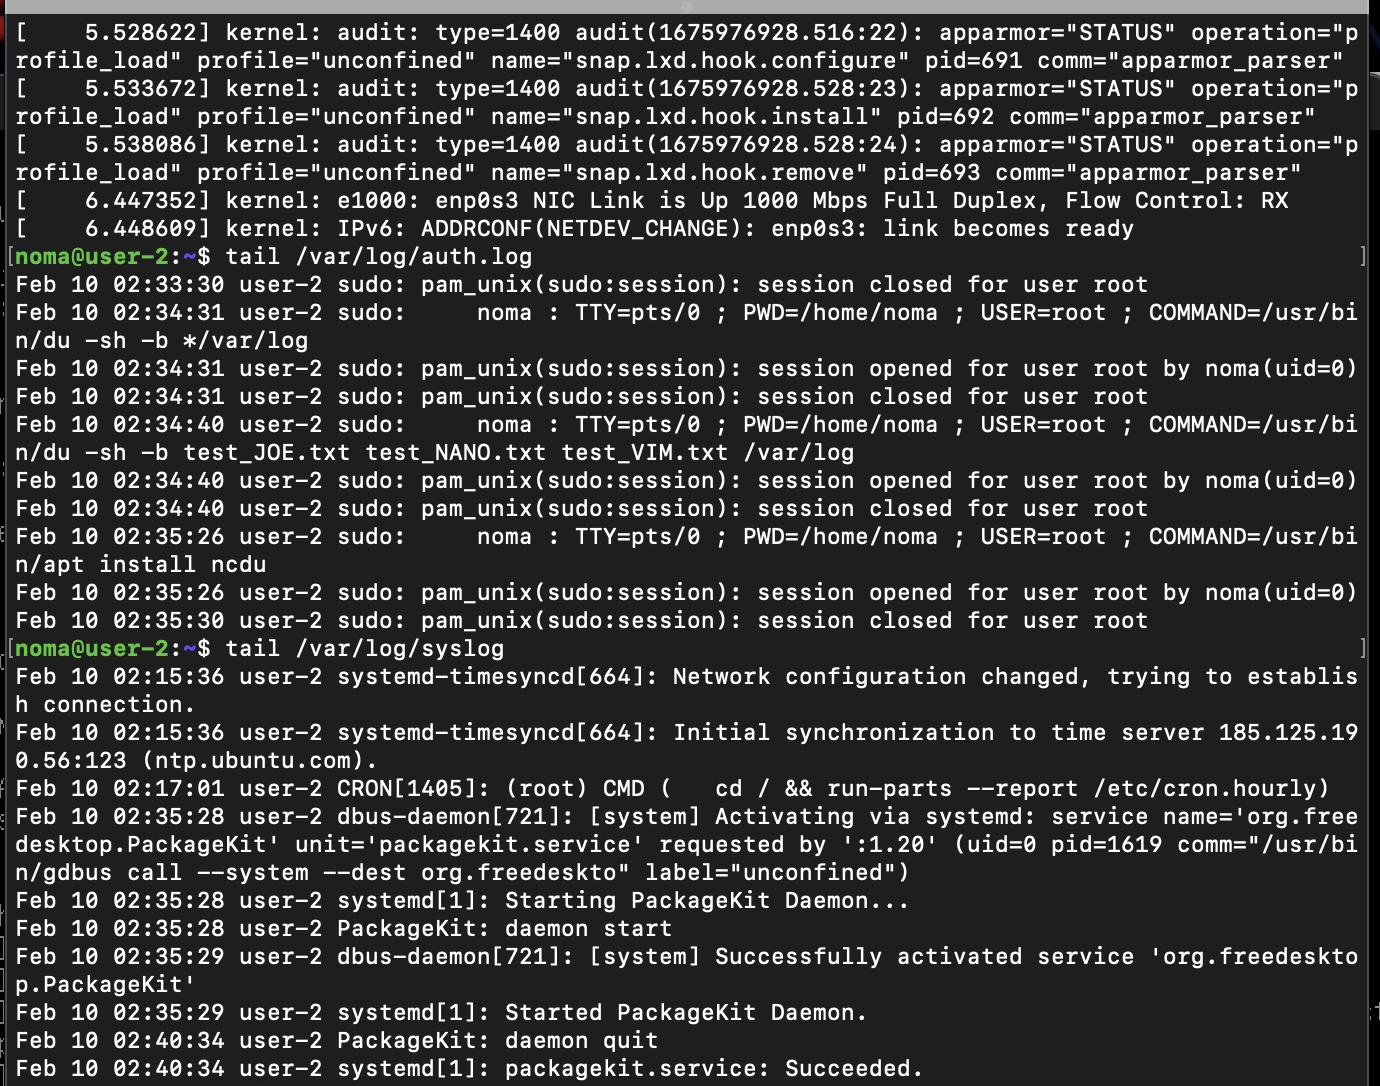 [    5.528622] kernel: audit: type=1400 audit(1675976928.516:22): apparmor="STATUS" operation="p
rofile_load" profile="unconfined" name="snap.lxd.hook.configure" pid=691 comm="apparmor_parser"
[    5.533672] kernel: audit: type=1400 audit(1675976928.528:23): apparmor="STATUS" operation="p
rofile_load" profile="unconfined" name="snap.lxd.hook.install" pid=692 comm="apparmor_parser"
[    5.538086] kernel: audit: type=1400 audit(1675976928.528:24): apparmor="STATUS" operation="p
rofile_load" profile="unconfined" name="snap.lxd.hook.remove" pid=693 comm="apparmor_parser"
[    6.447352] kernel: e1000: enp0s3 NIC Link is Up 1000 Mbps Full Duplex, Flow Control: RX
[    6.448609] kernel: IPv6: ADDRCONF(NETDEV_CHANGE): enp0s3: link becomes ready
[noma@user-2:~$ tail /var/log/auth.log ]
Feb 10 02:33:30 user-2 sudo: pam_unix(sudo:session): session closed for user root
Feb 10 02:34:31 user-2 sudo:     noma : TTY=pts/0 ; PWD=/home/noma ; USER=root ; COMMAND=/usr/bi
n/du -sh -b */var/log
Feb 10 02:34:31 user-2 sudo: pam_unix(sudo:session): session opened for user root by noma(uid=0)
Feb 10 02:34:31 user-2 sudo: pam_unix(sudo:session): session closed for user root
Feb 10 02:34:40 user-2 sudo:     noma : TTY=pts/0 ; PWD=/home/noma ; USER=root ; COMMAND=/usr/bi
n/du -sh -b test_JOE.txt test_NANO.txt test_VIM.txt /var/log
Feb 10 02:34:40 user-2 sudo: pam_unix(sudo:session): session opened for user root by noma(uid=0)
Feb 10 02:34:40 user-2 sudo: pam_unix(sudo:session): session closed for user root
Feb 10 02:35:26 user-2 sudo:     noma : TTY=pts/0 ; PWD=/home/noma ; USER=root ; COMMAND=/usr/bi
n/apt install ncdu
Feb 10 02:35:26 user-2 sudo: pam_unix(sudo:session): session opened for user root by noma(uid=0)
Feb 10 02:35:30 user-2 sudo: pam_unix(sudo:session): session closed for user root
[noma@user-2:~$ tail /var/log/syslog ]
Feb 10 02:15:36 user-2 systemd-timesyncd[664]: Network configuration changed, trying to establis
h connection.
Feb 10 02:15:36 user-2 systemd-timesyncd[664]: Initial synchronization to time server 185.125.19
0.56:123 (ntp.ubuntu.com).
Feb 10 02:17:01 user-2 CRON[1405]: (root) CMD (   cd / && run-parts --report /etc/cron.hourly)
Feb 10 02:35:28 user-2 dbus-daemon[721]: [system] Activating via systemd: service name='org.free
desktop.PackageKit' unit='packagekit.service' requested by ':1.20' (uid=0 pid=1619 comm="/usr/bi
n/gdbus call --system --dest org.freedeskto" label="unconfined")
Feb 10 02:35:28 user-2 systemd[1]: Starting PackageKit Daemon...
Feb 10 02:35:28 user-2 PackageKit: daemon start
Feb 10 02:35:29 user-2 dbus-daemon[721]: [system] Successfully activated service 'org.freedeskto
p.PackageKit'
Feb 10 02:35:29 user-2 systemd[1]: Started PackageKit Daemon.
Feb 10 02:40:34 user-2 PackageKit: daemon quit
Feb 10 02:40:34 user-2 systemd[1]: packagekit.service: Succeeded.